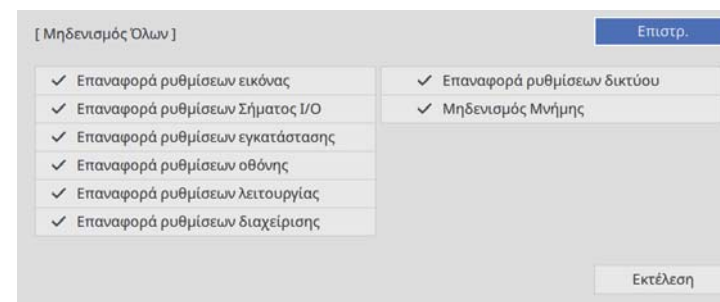 [ Μηδενισμός Όλων ]
Επιστρ.
✓ Επαναφορά ρυθμίσεων εικόνας
✓ Επαναφορά ρυθμίσεων Σήματος I/O
✓ Επαναφορά ρυθμίσεων εγκατάστασης
✓ Επαναφορά ρυθμίσεων οθόνης
✓ Επαναφορά ρυθμίσεων λειτουργίας
✓ Επαναφορά ρυθμίσεων διαχείρισης
✓ Επαναφορά ρυθμίσεων δικτύου
✓ Μηδενισμός Μνήμης
Εκτέλεση